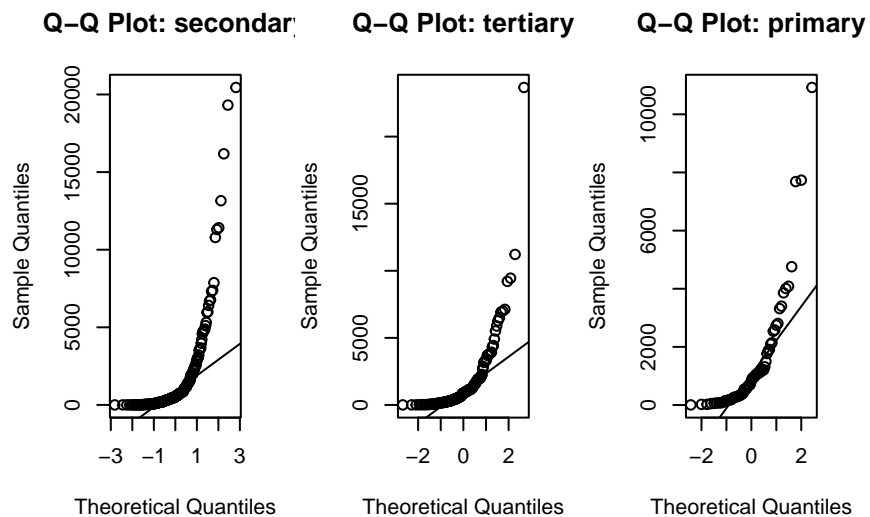 Q−Q Plot: secondary
Sample Quantiles
20000
15000
10000
5000
0
−3 −1 1 3
Theoretical Quantiles
Q−Q Plot: tertiary
Sample Quantiles
15000
5000
0
−2 0 2
Theoretical Quantiles
Q−Q Plot: primary
Sample Quantiles
10000
6000
2000
0
−2 0 2
Theoretical Quantiles